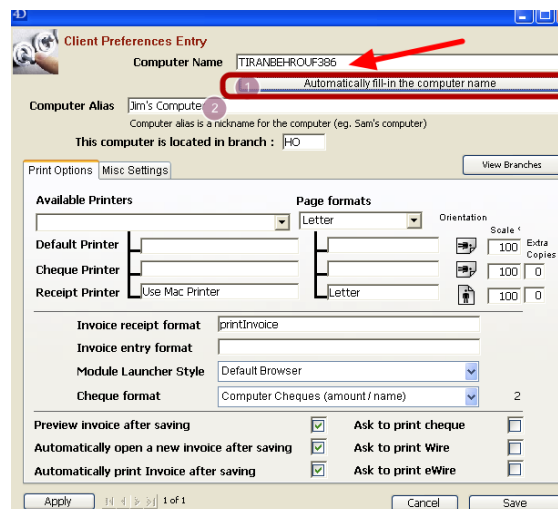 Client Preferences Entry
Computer Name TIRANBEHROUF386
1 Automatically fill-in the computer name
Computer Alias Jim's Compute 2
Computer alias is a nickname for the computer (eg. Sam's computer)
This computer is located in branch : HO
View Branches
Print Options Misc Settings
Available Printers Page formats
Letter Orientation
Scale
Default Printer 100 Extra Copies
Cheque Printer 100 0
Receipt Printer Use Mac Printer Letter 100 0
Invoice receipt format printInvoice
Invoice entry format
Module Launcher Style Default Browser
Cheque format Computer Cheques (amount / name) 2
Preview invoice after saving Ask to print cheque
Automatically open a new invoice after saving Ask to print Wire
Automatically print Invoice after saving Ask to print eWire
Apply 1 of 1 Cancel Save